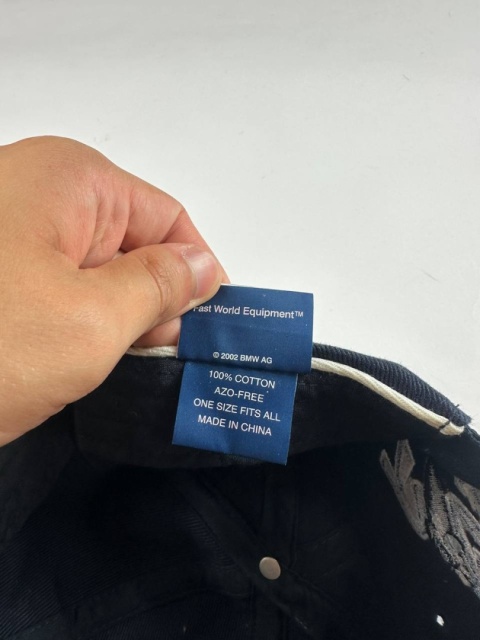 Fast World Equipment™
© 2002 BMW AG
100% COTTON
AZO-FREE
ONE SIZE FITS ALL
MADE IN CHINA